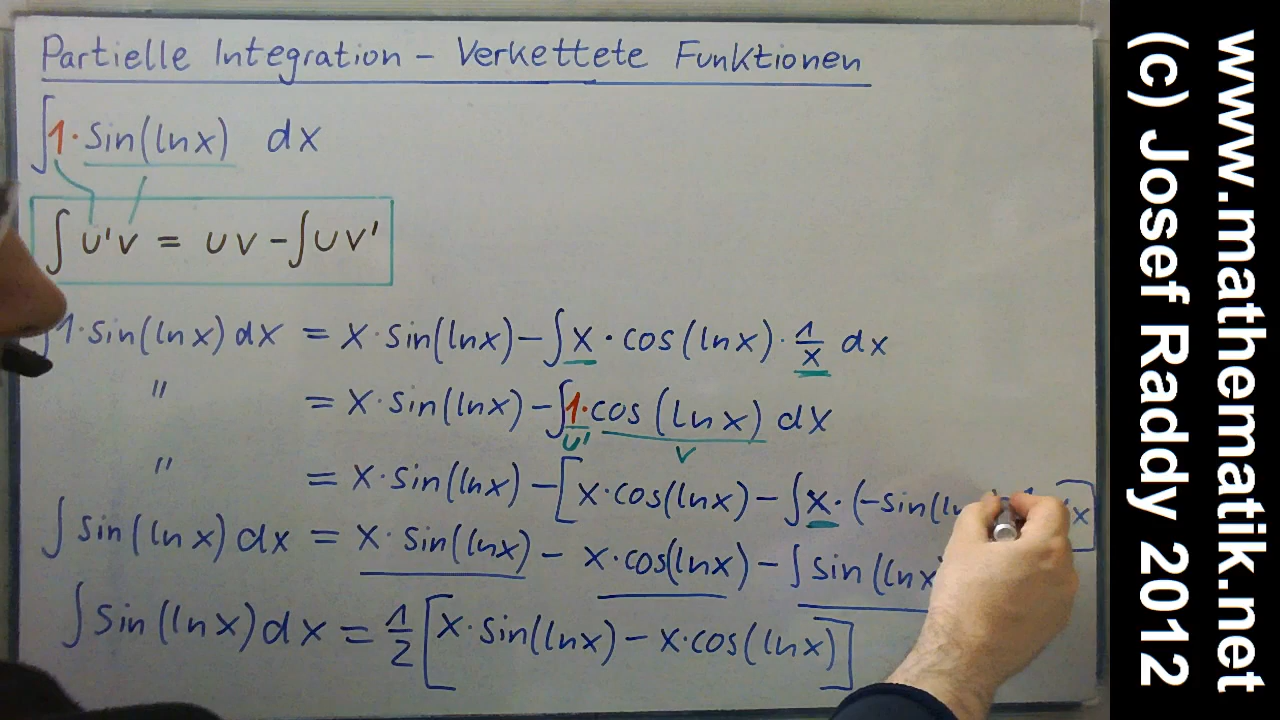 Partielle Integration – Verkettete Funktionen
∫1·sin(lnx) dx
∫u'v = uv – ∫uv'
1·sin(lnx)dx = x·sin(lnx) – ∫x·cos(lnx)·1/x dx
" = x·sin(lnx) – ∫1·cos(lnx) dx
u' v
" = x·sin(lnx) – [x·cos(lnx) – ∫x·(–sin(ln x]
∫sin(lnx)dx = x·sin(lnx) – x·cos(lnx) – ∫sin(lnx
∫sin(lnx)dx = 1/2 [x·sin(lnx) – x·cos(lnx)]
www.mathematik.net
(c) Josef Raddy 2012